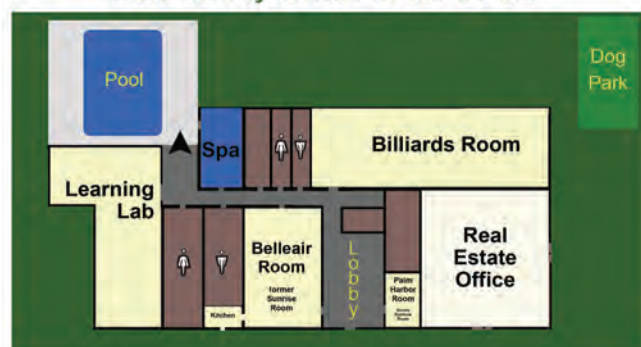 Pool
Dog
Park
Spa
Billiards Room
Learning
Lab
Belleair
Room
former
Sunrise
Room
Kitchen
Lobby
Palm
Harbor
Room
Real
Estate
Office